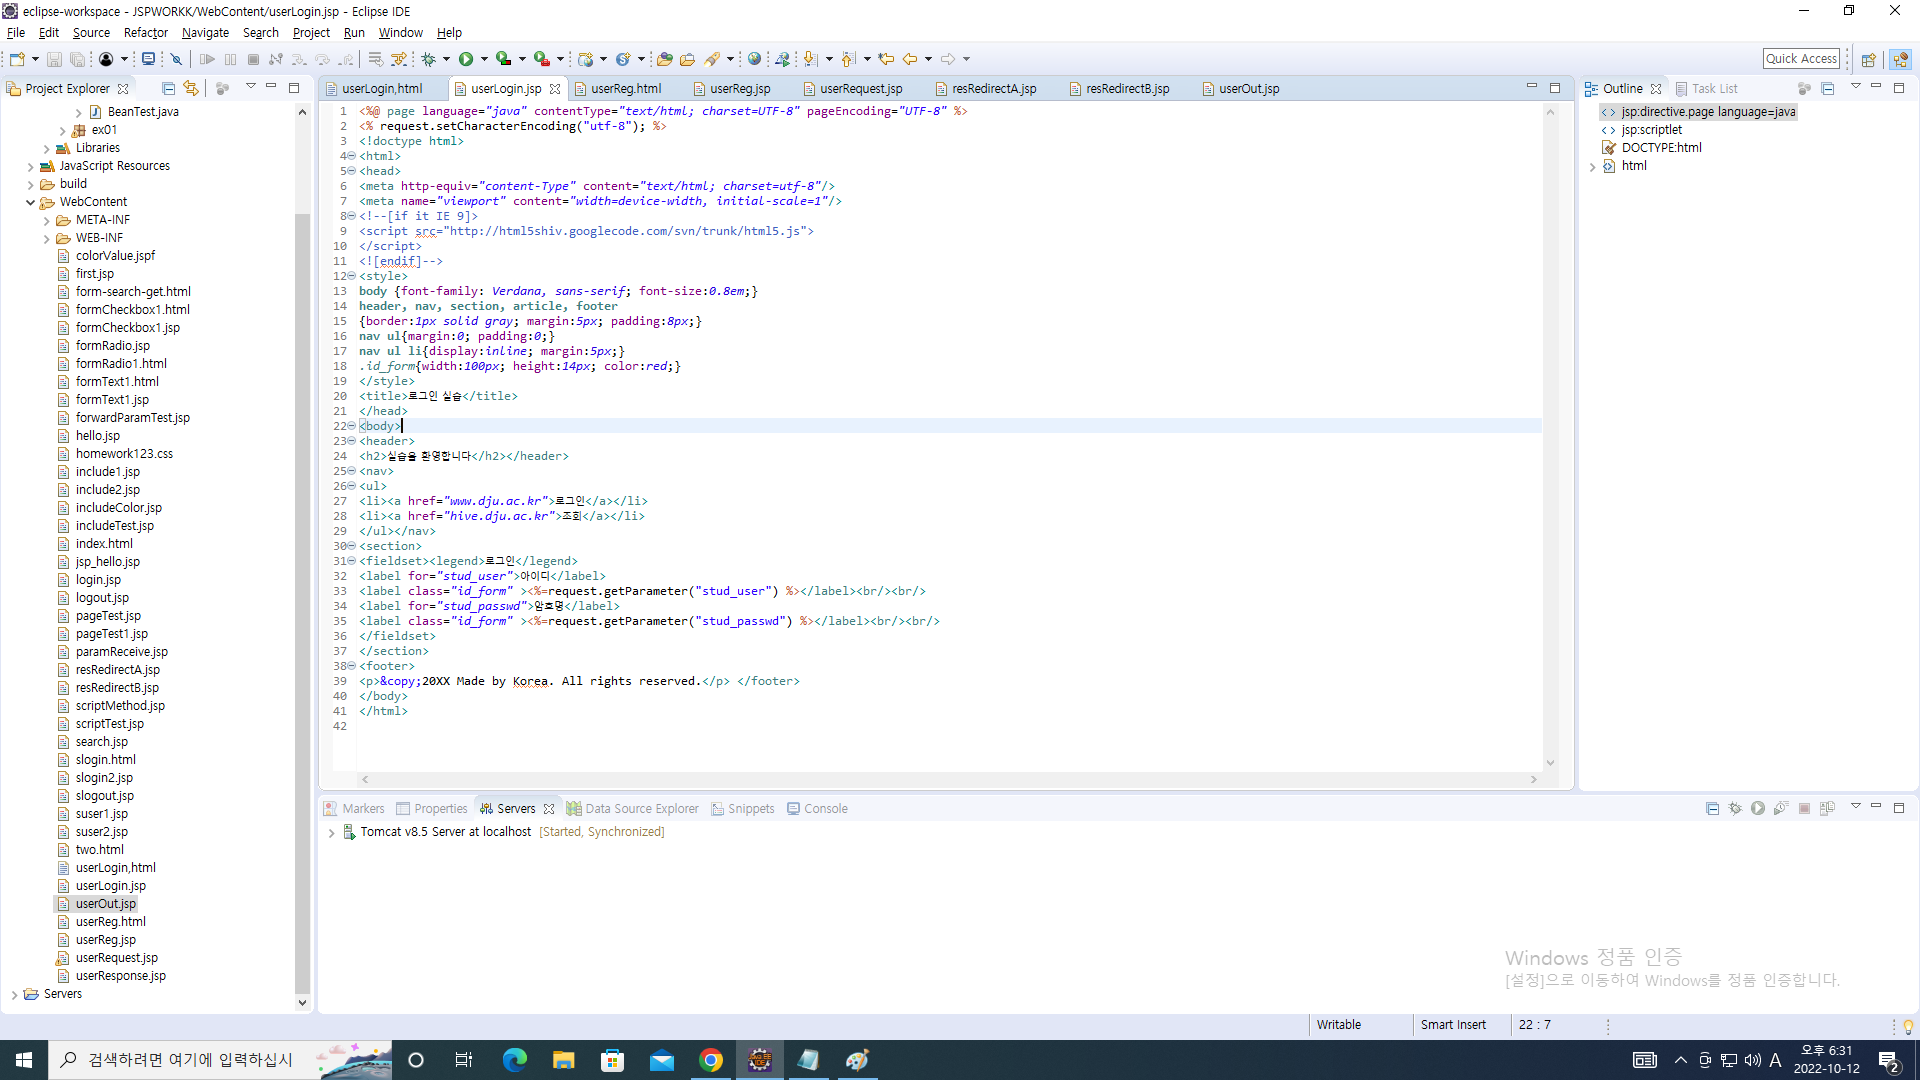 eclipse-workspace - JSPWORKK/WebContent/userLogin.jsp - Eclipse IDE
File Edit Source Refactor Navigate Search Project Run Window Help
Quick Access
Project Explorer
BeanTest.java
ex01
Libraries
JavaScript Resources
build
WebContent
META-INF
WEB-INF
colorValue.jspf
first.jsp
form-search-get.html
formCheckbox1.html
formCheckbox1.jsp
formRadio.jsp
formRadio1.html
formText1.html
formText1.jsp
forwardParamTest.jsp
hello.jsp
homework123.css
include1.jsp
include2.jsp
includeColor.jsp
includeTest.jsp
index.html
jsp_hello.jsp
login.jsp
logout.jsp
pageTest.jsp
pageTest1.jsp
paramReceive.jsp
resRedirectA.jsp
resRedirectB.jsp
scriptMethod.jsp
scriptTest.jsp
search.jsp
slogin.html
slogin2.jsp
slogout.jsp
suser1.jsp
suser2.jsp
two.html
userLogin,html
userLogin.jsp
userOut.jsp
userReg.html
userReg.jsp
userRequest.jsp
userResponse.jsp
Servers
userLogin,html userLogin.jsp userReg.html userReg.jsp userRequest.jsp resRedirectA.jsp resRedirectB.jsp userOut.jsp
1 <%@ page language="java" contentType="text/html; charset=UTF-8" pageEncoding="UTF-8" %>
2 <% request.setCharacterEncoding("utf-8"); %>
3 <!doctype html>
4 <html>
5 <head>
6 <meta http-equiv="content-Type" content="text/html; charset=utf-8"/>
7 <meta name="viewport" content="width=device-width, initial-scale=1"/>
8 <!--[if it IE 9]>
9 <script src="http://html5shiv.googlecode.com/svn/trunk/html5.js">
10 </script>
11 <![endif]-->
12 <style>
13 body {font-family: Verdana, sans-serif; font-size:0.8em;}
14 header, nav, section, article, footer
15 {border:1px solid gray; margin:5px; padding:8px;}
16 nav ul{margin:0; padding:0;}
17 nav ul li{display:inline; margin:5px;}
18 .id_form{width:100px; height:14px; color:red;}
19 </style>
20 <title>로그인 실습</title>
21 </head>
22 <body>
23 <header>
24 <h2>실습을 환영합니다</h2></header>
25 <nav>
26 <ul>
27 <li><a href="www.dju.ac.kr">로그인</a></li>
28 <li><a href="hive.dju.ac.kr">조회</a></li>
29 </ul></nav>
30 <section>
31 <fieldset><legend>로그인</legend>
32 <label for="stud_user">아이디</label>
33 <label class="id_form" ><%=request.getParameter("stud_user") %></label><br/><br/>
34 <label for="stud_passwd">암호명</label>
35 <label class="id_form" ><%=request.getParameter("stud_passwd") %></label><br/><br/>
36 </fieldset>
37 </section>
38 <footer>
39 <p>&copy;20XX Made by Korea. All rights reserved.</p> </footer>
40 </body>
41 </html>
42
Outline Task List
jsp:directive.page language=java
jsp:scriptlet
DOCTYPE:html
html
Markers Properties Servers Data Source Explorer Snippets Console
Tomcat v8.5 Server at localhost [Started, Synchronized]
Windows 정품 인증
[설정]으로 이동하여 Windows를 정품 인증합니다.
Writable Smart Insert 22 : 7
검색하려면 여기에 입력하십시
A
오후 6:31
2022-10-12
2